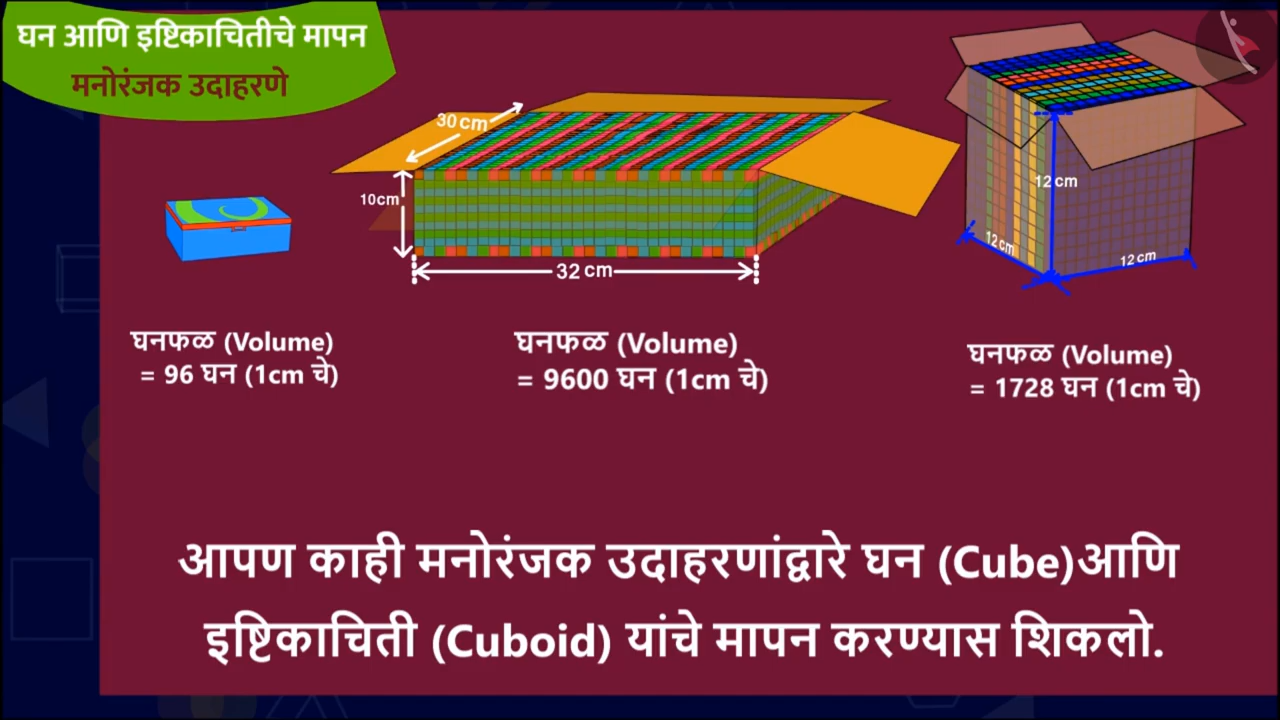 घन आणि इष्टिकाचितीचे मापन
मनोरंजक उदाहरणे
30 cm
10cm
32 cm
12 cm
12 cm
12 cm
घनफळ (Volume)
= 96 घन (1cm चे)
घनफळ (Volume)
= 9600 घन (1cm चे)
घनफळ (Volume)
= 1728 घन (1cm चे)
आपण काही मनोरंजक उदाहरणांद्वारे घन (Cube)आणि
इष्टिकाचिती (Cuboid) यांचे मापन करण्यास शिकलो.